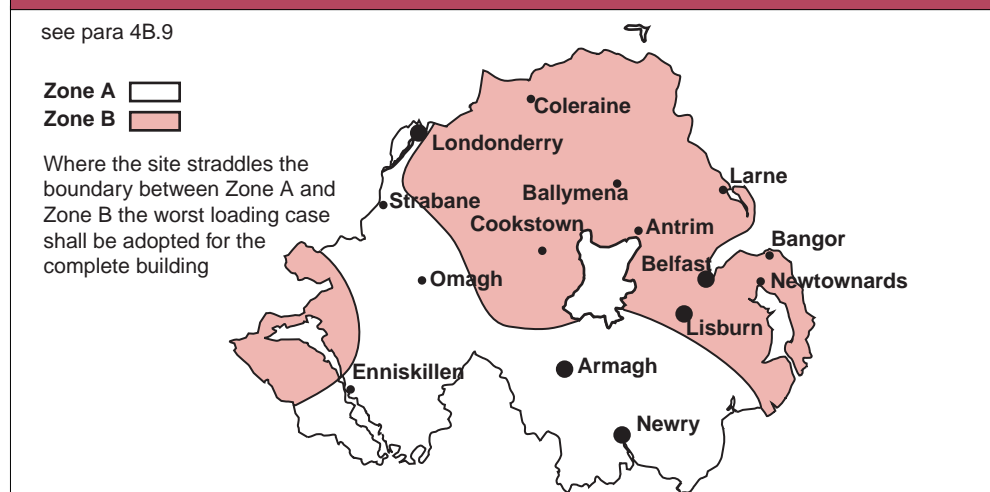 see para 4B.9
Zone A
Zone B
Where the site straddles the
boundary between Zone A and
Zone B the worst loading case
shall be adopted for the
complete building
Coleraine
Londonderry
Larne
Ballymena
Strabane
Cookstown
Antrim
Bangor
Belfast
Omagh
Newtownards
Lisburn
Armagh
Enniskillen
Newry